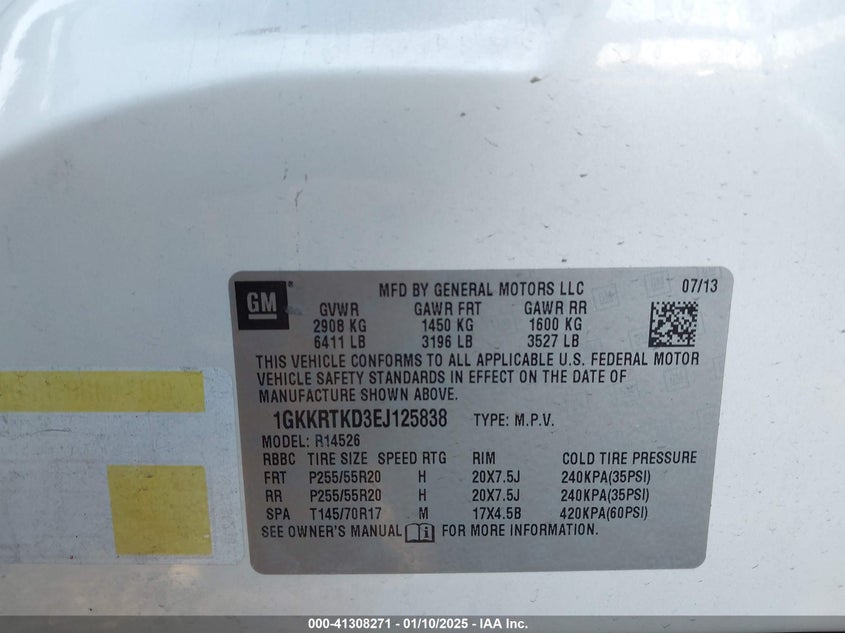 GM
MFD BY GENERAL MOTORS LLC 07/13
GVWR GAWR FRT GAWR RR
2908 KG 1450 KG 1600 KG
6411 LB 3196 LB 3527 LB
THIS VEHICLE CONFORMS TO ALL APPLICABLE U.S. FEDERAL MOTOR
VEHICLE SAFETY STANDARDS IN EFFECT ON THE DATE OF
MANUFACTURE SHOWN ABOVE.
1GKKRTKD3EJ125838 TYPE: M.P.V.
MODEL: R14526
RBBC TIRE SIZE SPEED RTG RIM COLD TIRE PRESSURE
FRT P255/55R20 H 20X7.5J 240KPA(35PSI)
RR P255/55R20 H 20X7.5J 240KPA(35PSI)
SPA T145/70R17 M 17X4.5B 420KPA(60PSI)
SEE OWNER'S MANUAL FOR MORE INFORMATION.
000-41308271 - 01/10/2025 - IAA Inc.